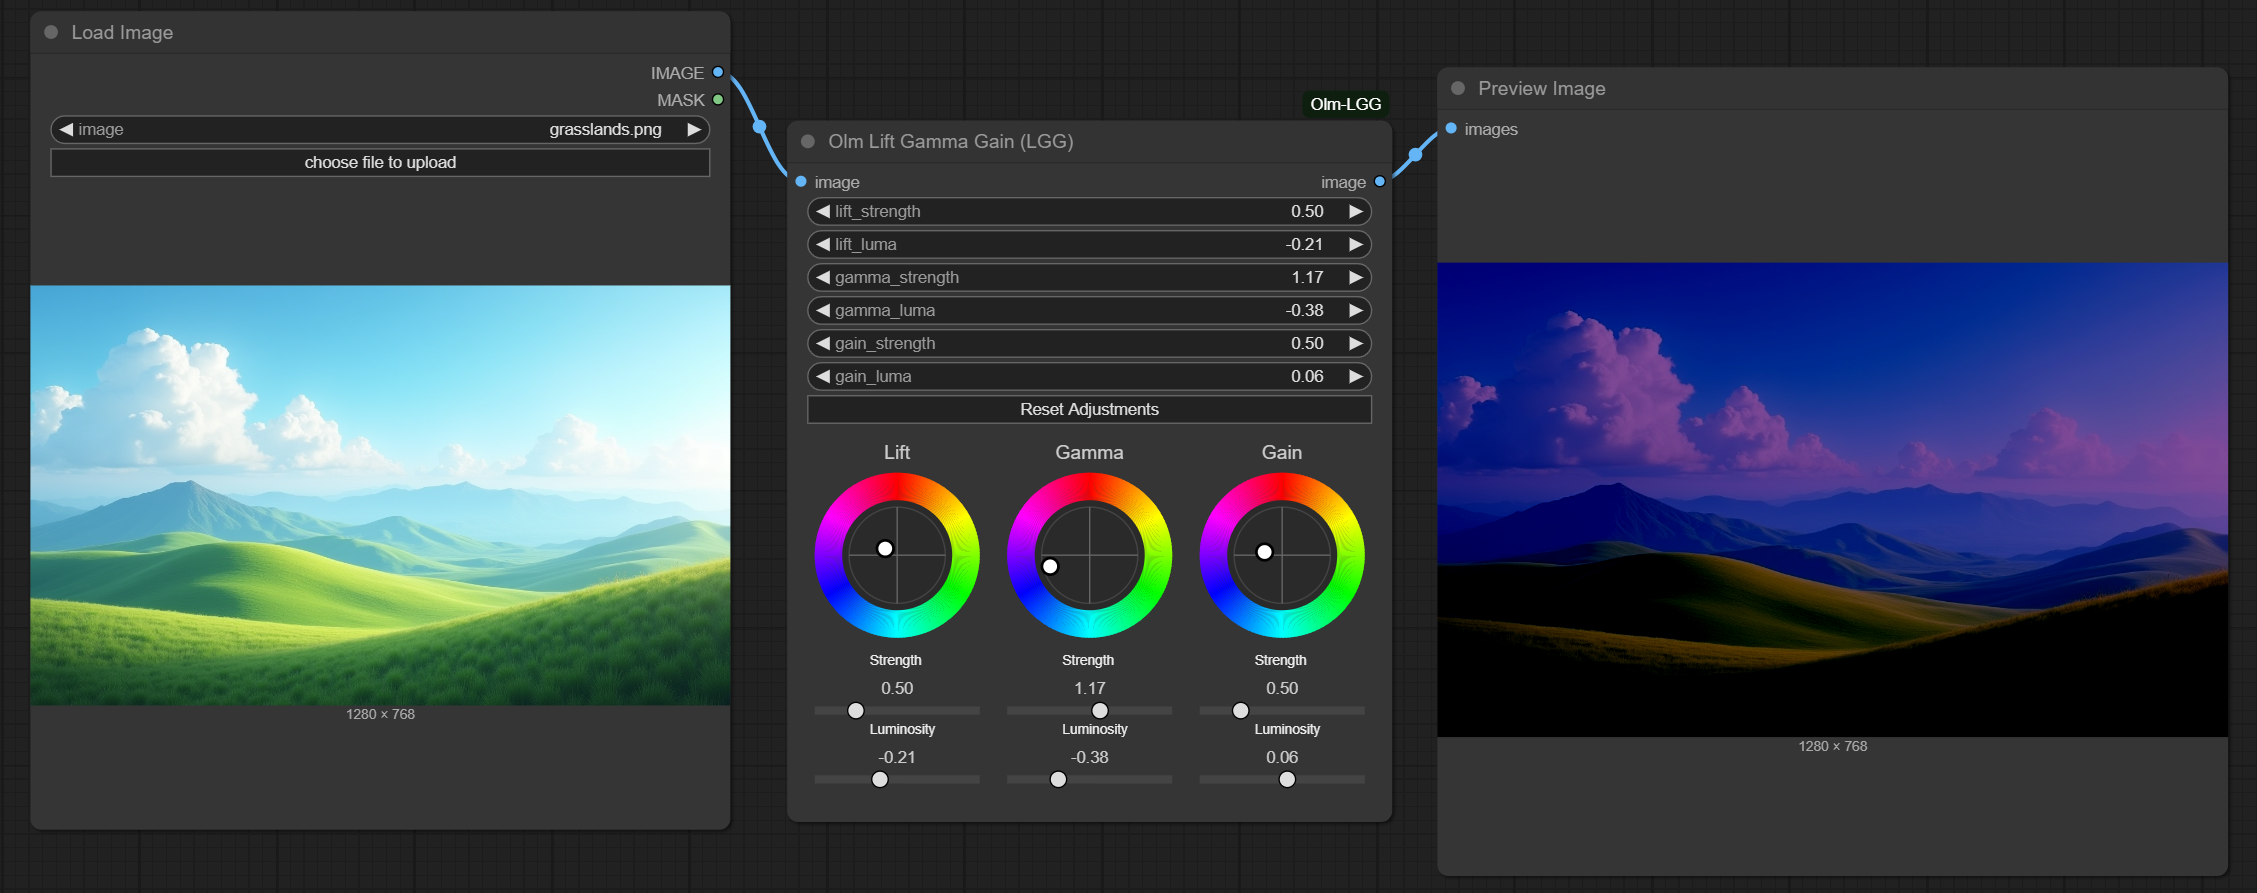 Load Image
IMAGE
MASK
image grasslands.png
choose file to upload
1280 × 768
Olm-LGG
Olm Lift Gamma Gain (LGG)
image image
lift_strength 0.50
lift_luma -0.21
gamma_strength 1.17
gamma_luma -0.38
gain_strength 0.50
gain_luma 0.06
Reset Adjustments
Lift Gamma Gain
Strength Strength Strength
0.50 1.17 0.50
Luminosity Luminosity Luminosity
-0.21 -0.38 0.06
Preview Image
images
1280 × 768